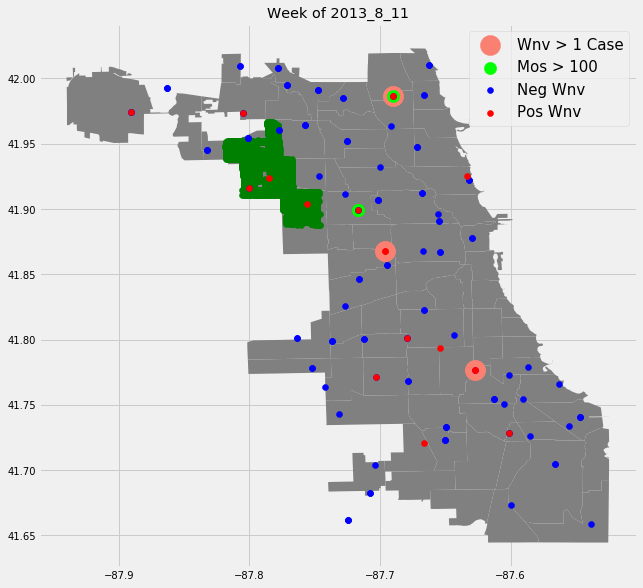 Week of 2013_8_11
Wnv > 1 Case
Mos > 100
Neg Wnv
Pos Wnv
42.00
41.95
41.90
41.85
41.80
41.75
41.70
41.65
−87.9 −87.8 −87.7 −87.6